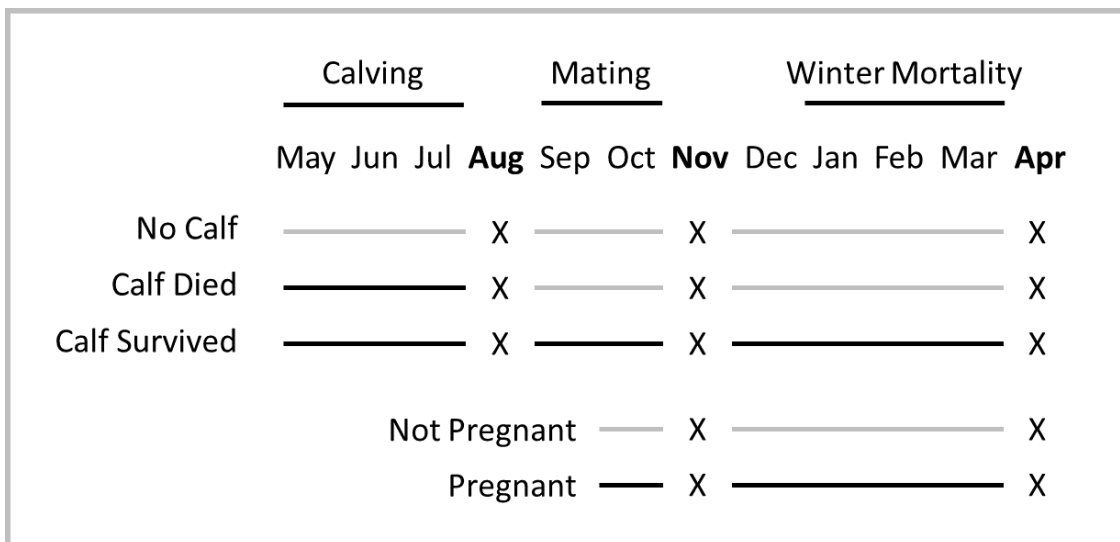 Calving Mating Winter Mortality
May Jun Jul Aug Sep Oct Nov Dec Jan Feb Mar Apr
No Calf X X X
Calf Died X X X
Calf Survived X X X
Not Pregnant X X
Pregnant X X